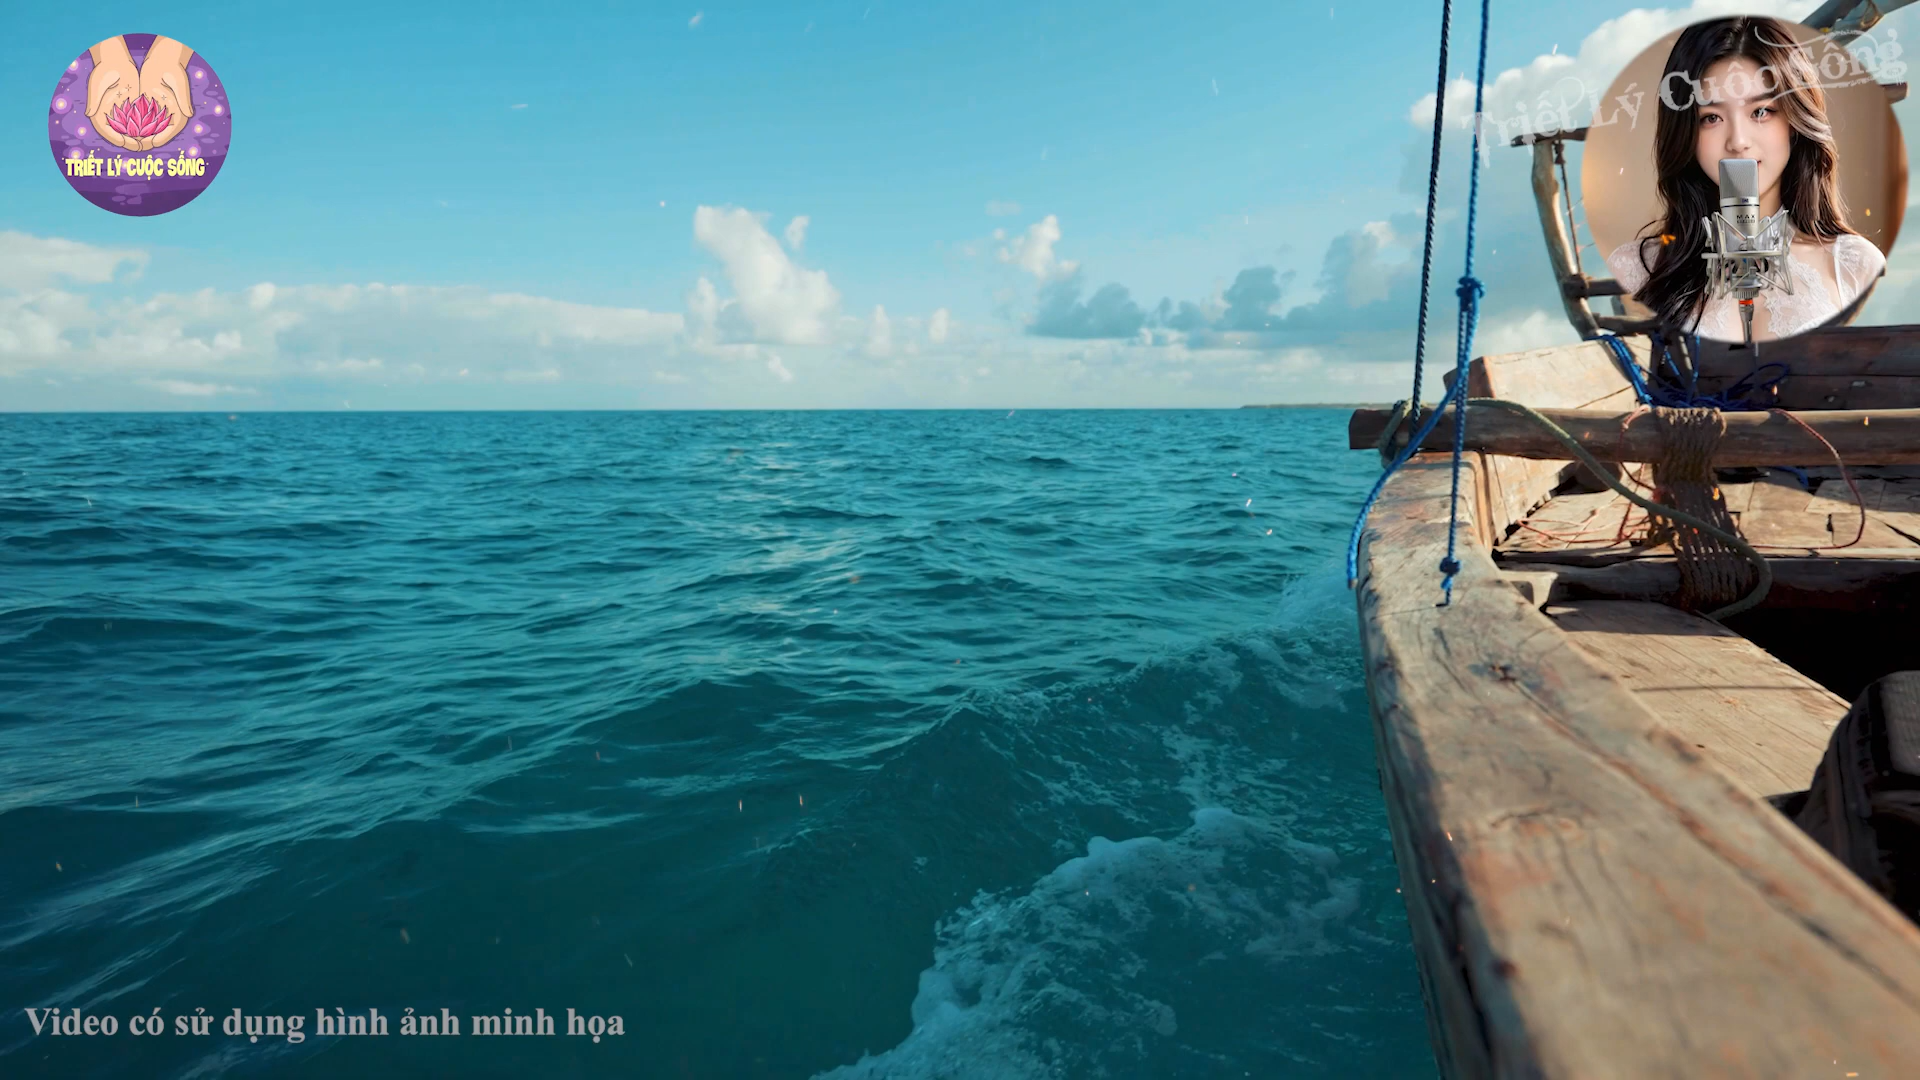 TRIẾT LÝ CUỘC SỐNG
Triết Lý Cuộc Sống
MAX
Video có sử dụng hình ảnh minh họa